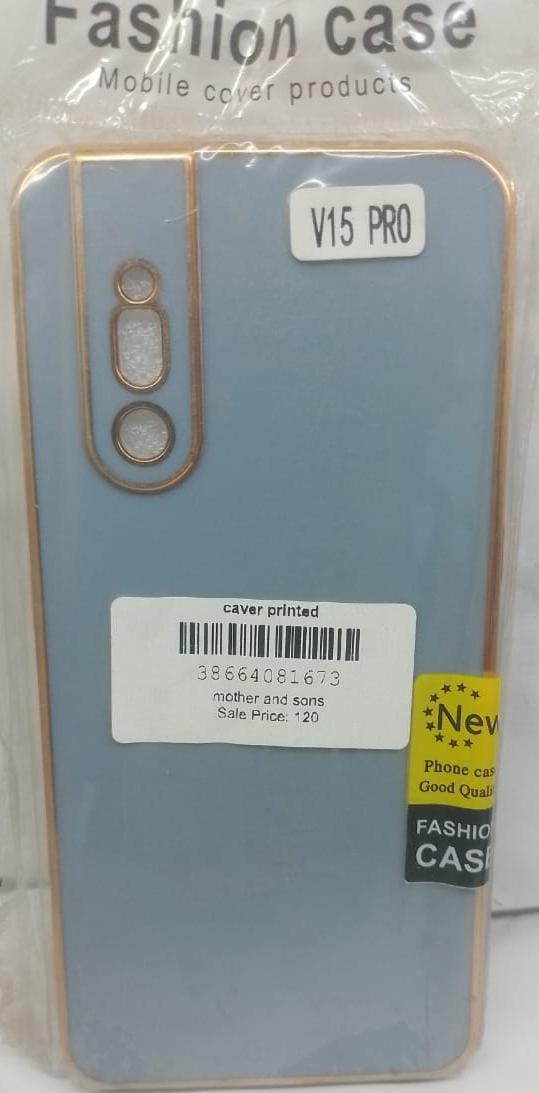 Fashion case
Mobile cover products
V15 PRO
caver printed
38664081673
mother and sons
Sale Price: 120
New
Phone cas
Good Quali
FASHIO
CASE